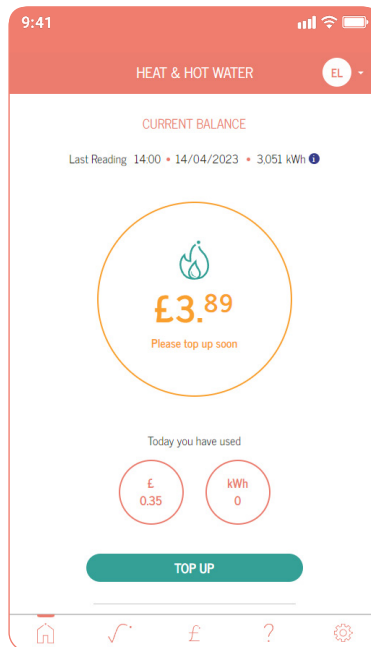 9:41
HEAT & HOT WATER
EL
CURRENT BALANCE
Last Reading 14:00 • 14/04/2023 • 3,051 kWh i
£3.89
Please top up soon
Today you have used
£ kWh
0.35 0
TOP UP
£ ?